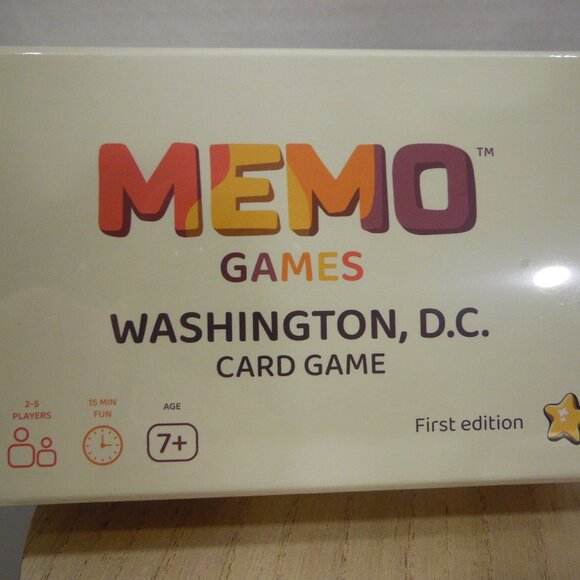 MEMO™
GAMES
WASHINGTON, D.C.
CARD GAME
2-5
PLAYERS
15 MIN
FUN
AGE
7+
First edition